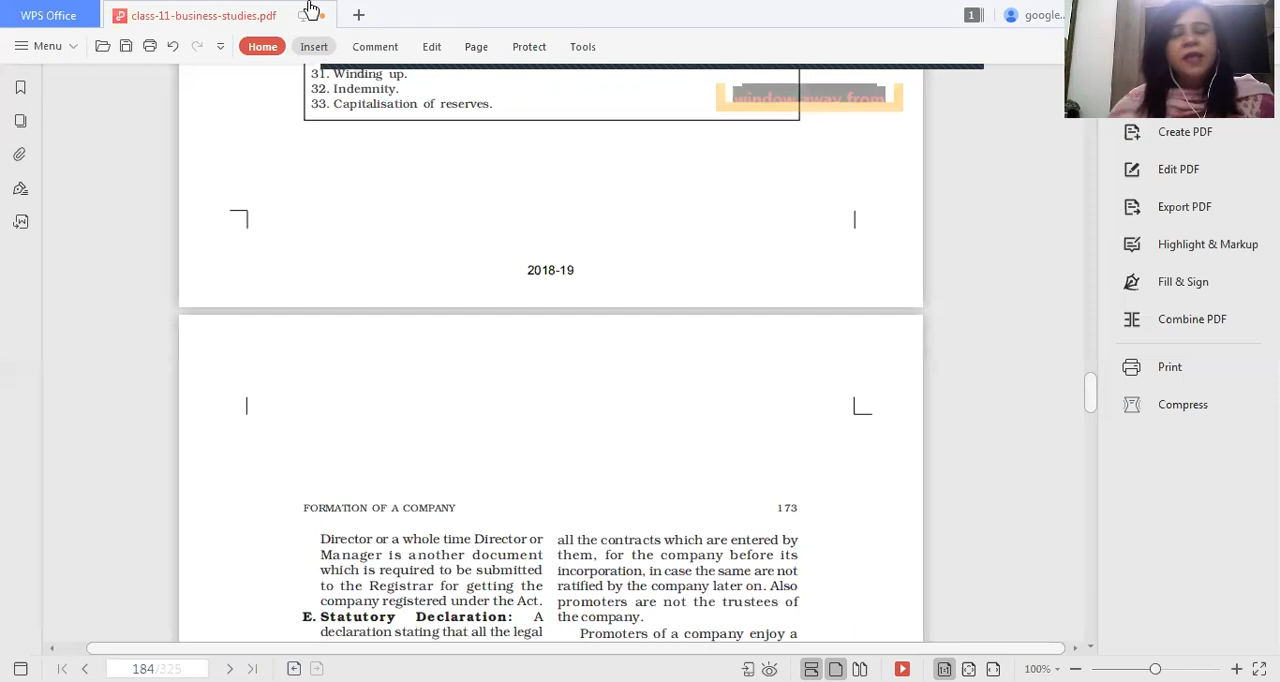 WPS Office
class-11-business-studies.pdf
1
google...
Menu
Home
Insert
Comment
Edit
Page
Protect
Tools
31. Winding up.
32. Indemnity.
33. Capitalisation of reserves.
window away from
2018-19
FORMATION OF A COMPANY
173
Director or a whole time Director or
Manager is another document
which is required to be submitted
to the Registrar for getting the
company registered under the Act.
E. Statutory Declaration: A
declaration stating that all the legal
all the contracts which are entered by
them, for the company before its
incorporation, in case the same are not
ratified by the company later on. Also
promoters are not the trustees of
the company.
Promoters of a company enjoy a
Create PDF
Edit PDF
Export PDF
Highlight & Markup
Fill & Sign
Combine PDF
Print
Compress
184/325
100%